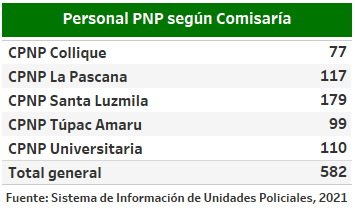 Personal PNP según Comisaría
CPNP Collique 77
CPNP La Pascana 117
CPNP Santa Luzmila 179
CPNP Túpac Amaru 99
CPNP Universitaria 110
Total general 582
Fuente: Sistema de Información de Unidades Policiales, 2021